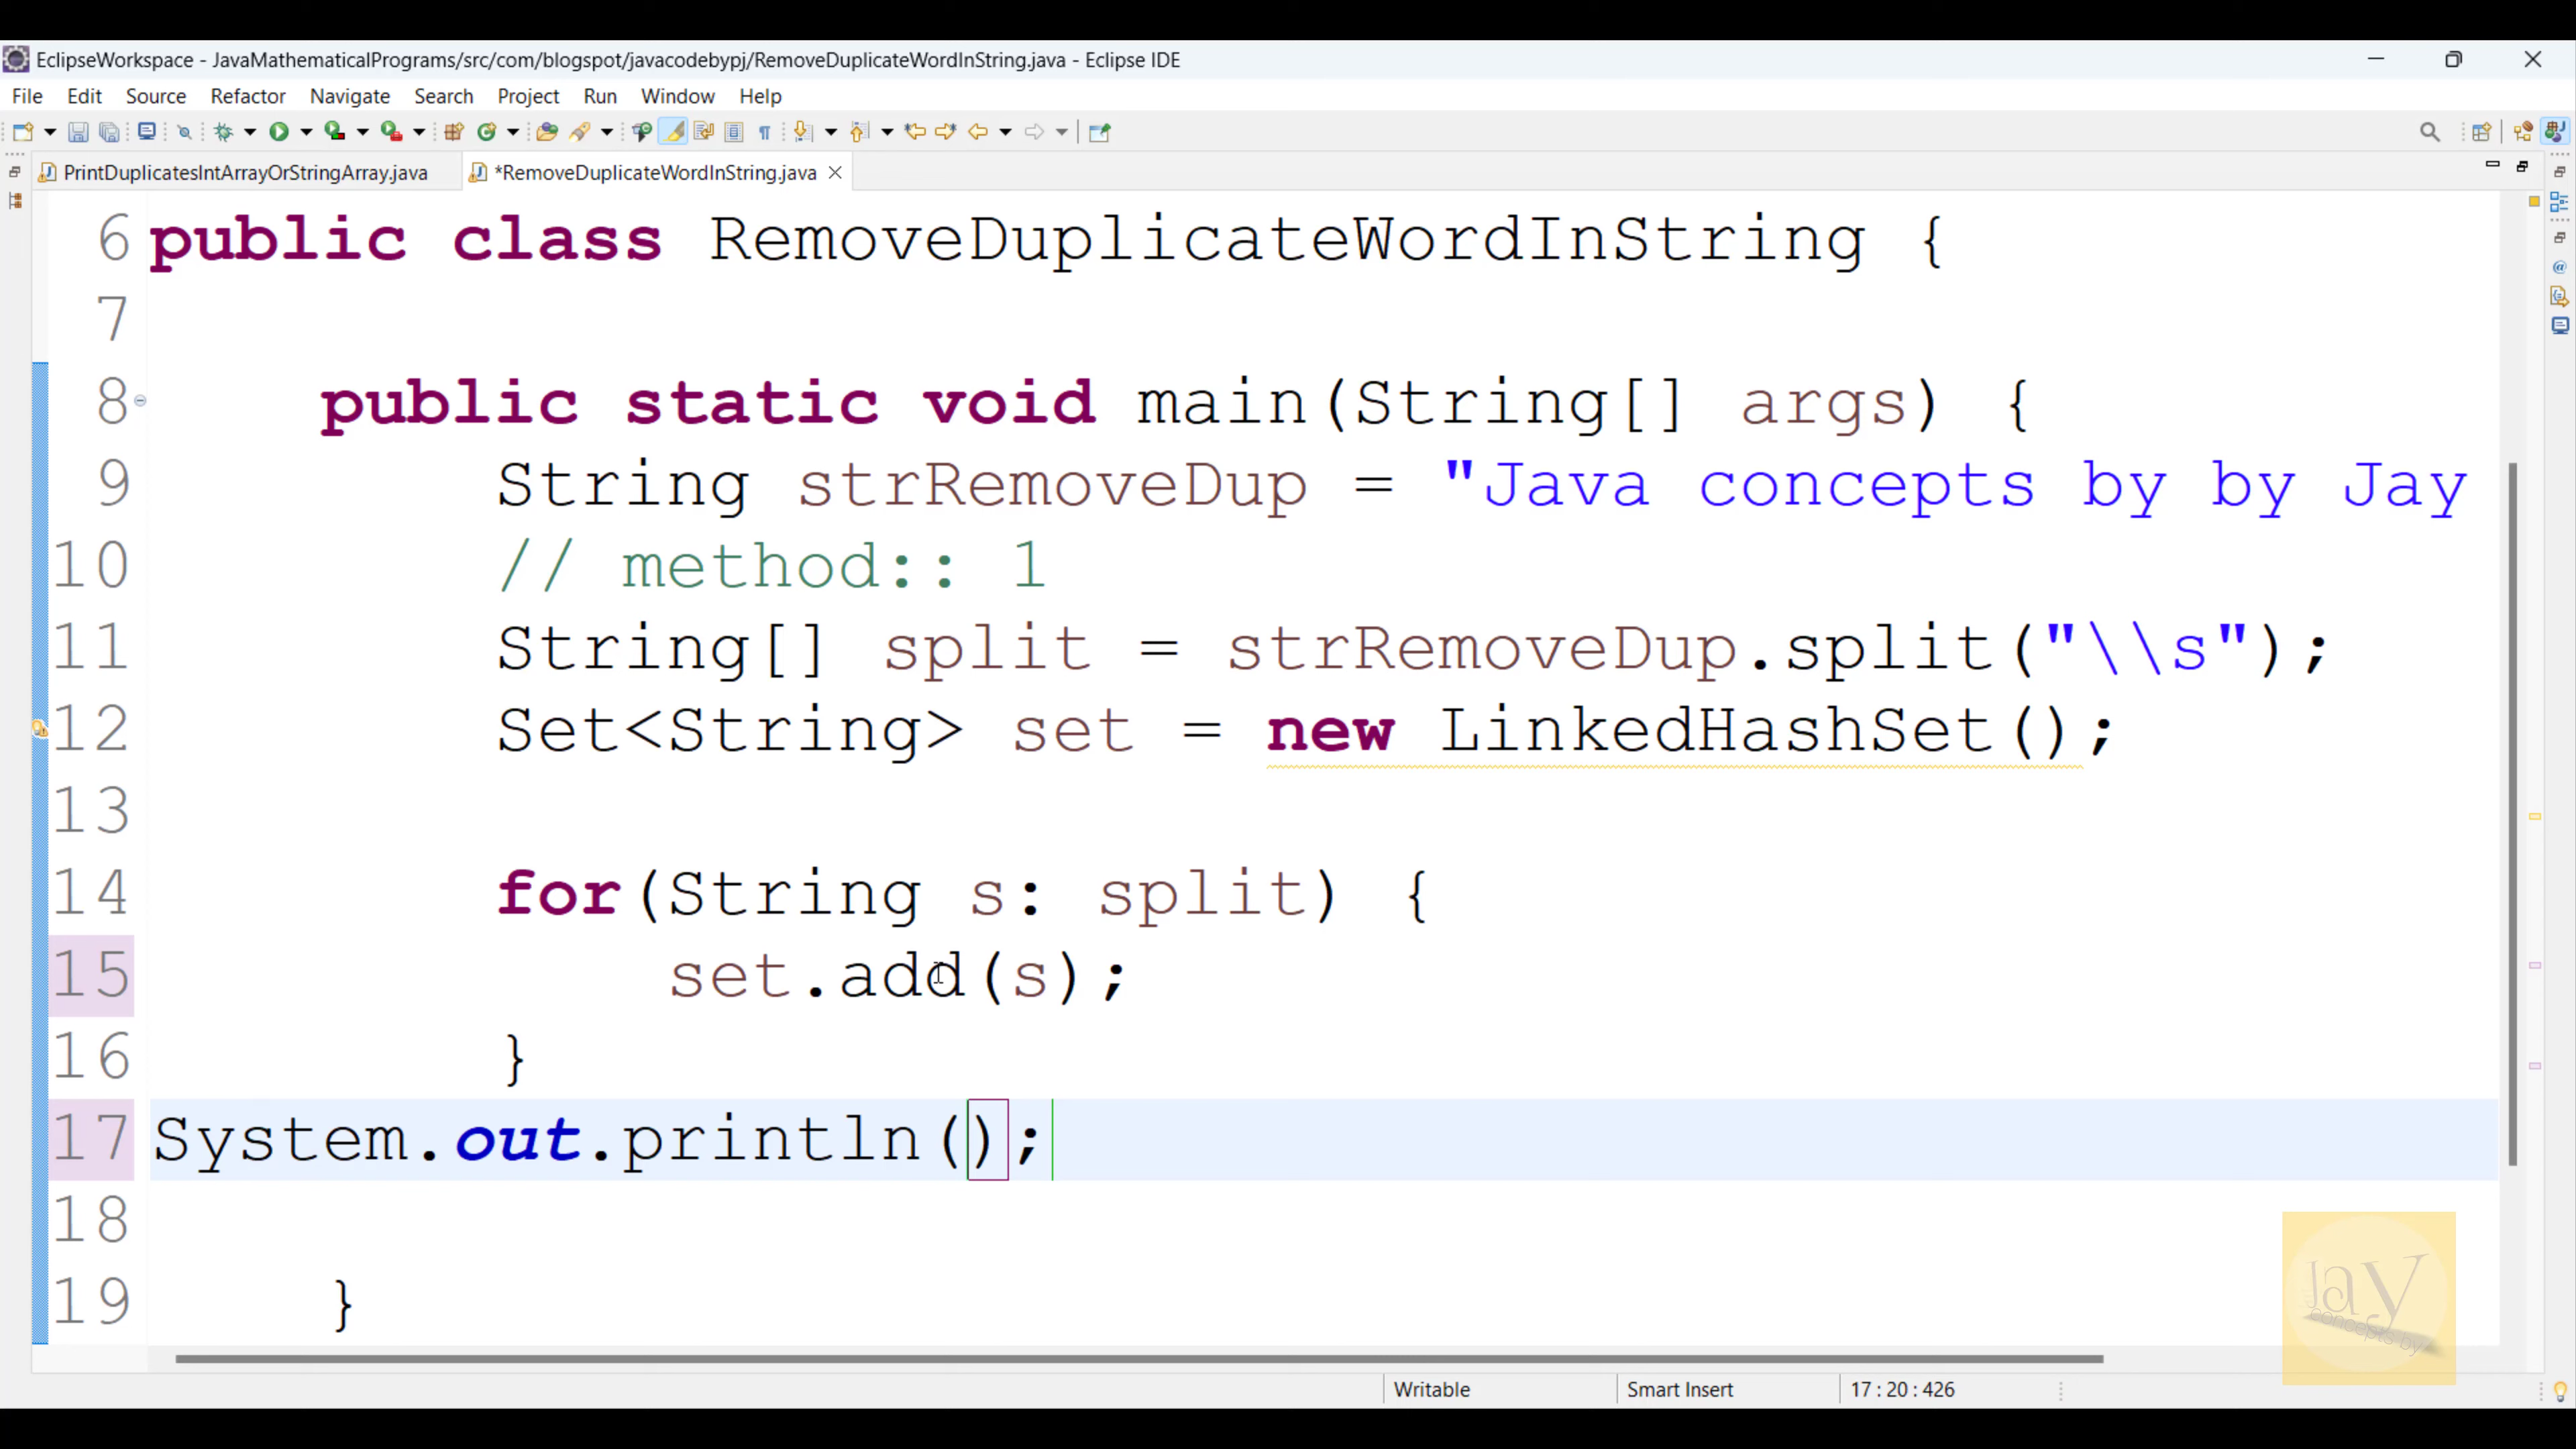 EclipseWorkspace - JavaMathematicalPrograms/src/com/blogspot/javacodebypj/RemoveDuplicateWordInString.java - Eclipse IDE
File Edit Source Refactor Navigate Search Project Run Window Help
PrintDuplicatesIntArrayOrStringArray.java *RemoveDuplicateWordInString.java
6 public class RemoveDuplicateWordInString {
7
8 public static void main(String[] args) {
9 String strRemoveDup = "Java concepts by by Jay
10 // method:: 1
11 String[] split = strRemoveDup.split("\\s");
12 Set<String> set = new LinkedHashSet();
13
14 for(String s: split) {
15 set.add(s);
16 }
17 System.out.println();
18
19 }
Jay
concepts by
Writable Smart Insert 17 : 20 : 426